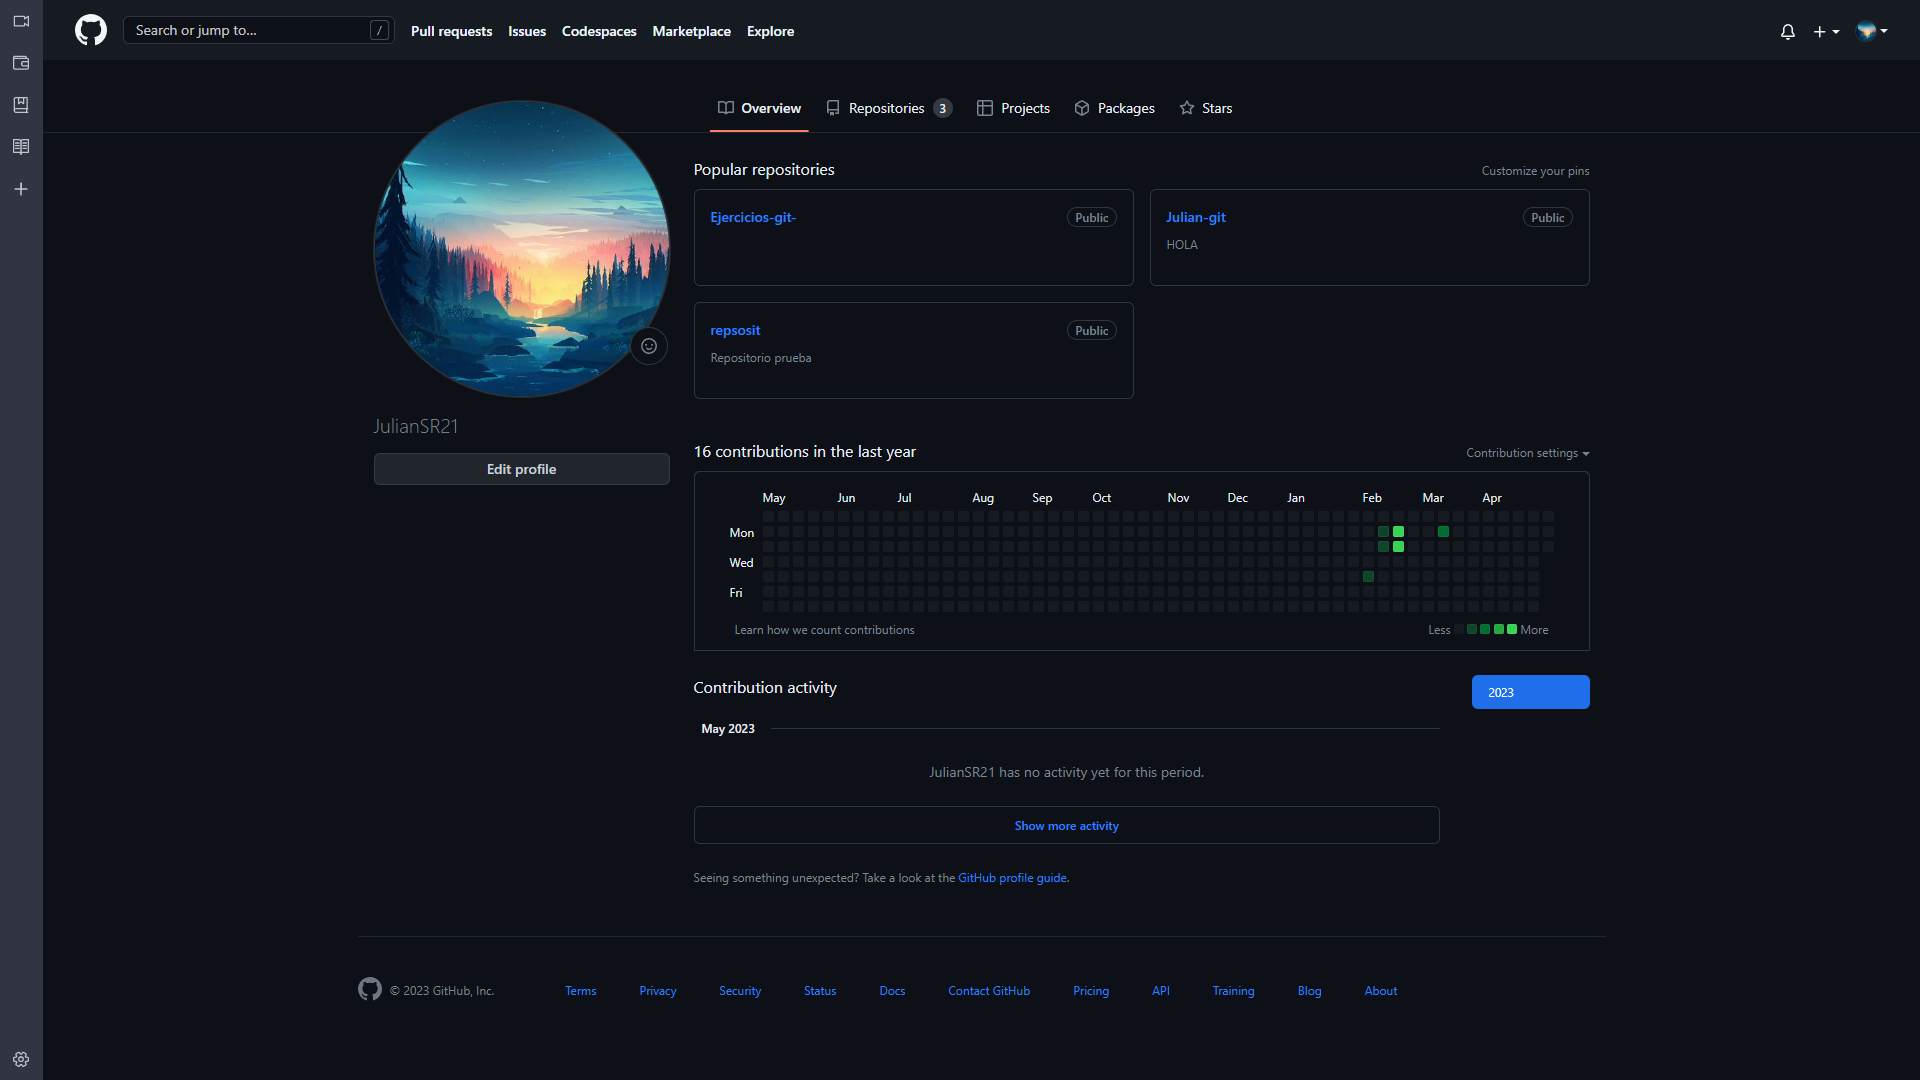 Search or jump to... /
Pull requests Issues Codespaces Marketplace Explore
Overview Repositories 3 Projects Packages Stars
Popular repositories Customize your pins
Ejercicios-git- Public
Julian-git Public
HOLA
repsosit Public
Repositorio prueba
JulianSR21
Edit profile
16 contributions in the last year Contribution settings
May Jun Jul Aug Sep Oct Nov Dec Jan Feb Mar Apr
Mon
Wed
Fri
Learn how we count contributions Less More
Contribution activity 2023
May 2023
JulianSR21 has no activity yet for this period.
Show more activity
Seeing something unexpected? Take a look at the GitHub profile guide.
© 2023 GitHub, Inc. Terms Privacy Security Status Docs Contact GitHub Pricing API Training Blog About